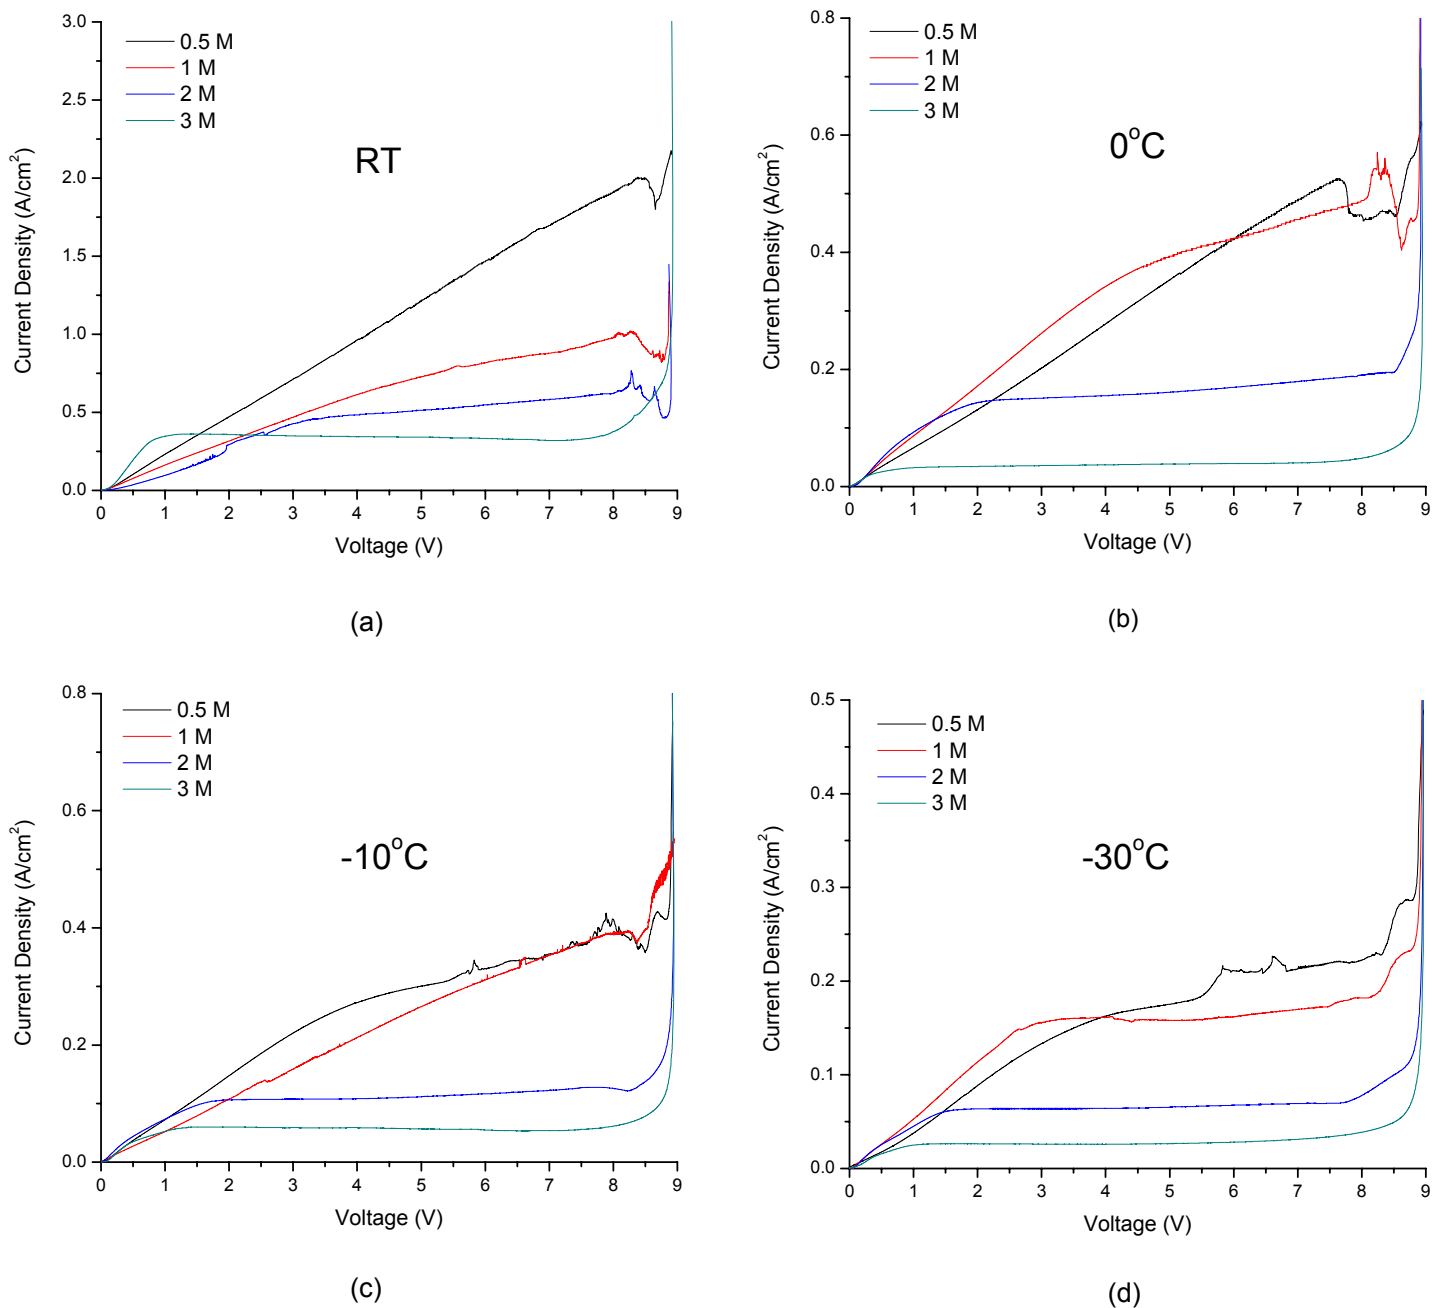 3.0
2.5
2.0
1.5
1.0
0.5
0.0
Current Density (A/cm²)
0.5 M
1 M
2 M
3 M
RT
0 1 2 3 4 5 6 7 8 9
Voltage (V)
(a)
0.8
0.6
0.4
0.2
0.0
Current Density (A/cm²)
0.5 M
1 M
2 M
3 M
0°C
0 1 2 3 4 5 6 7 8 9
Voltage (V)
(b)
0.8
0.6
0.4
0.2
0.0
Current Density (A/cm²)
0.5 M
1 M
2 M
3 M
-10°C
0 1 2 3 4 5 6 7 8 9
Voltage (V)
(c)
0.5
0.4
0.3
0.2
0.1
0.0
Current Density (A/cm²)
0.5 M
1 M
2 M
3 M
-30°C
0 1 2 3 4 5 6 7 8 9
Voltage (V)
(d)